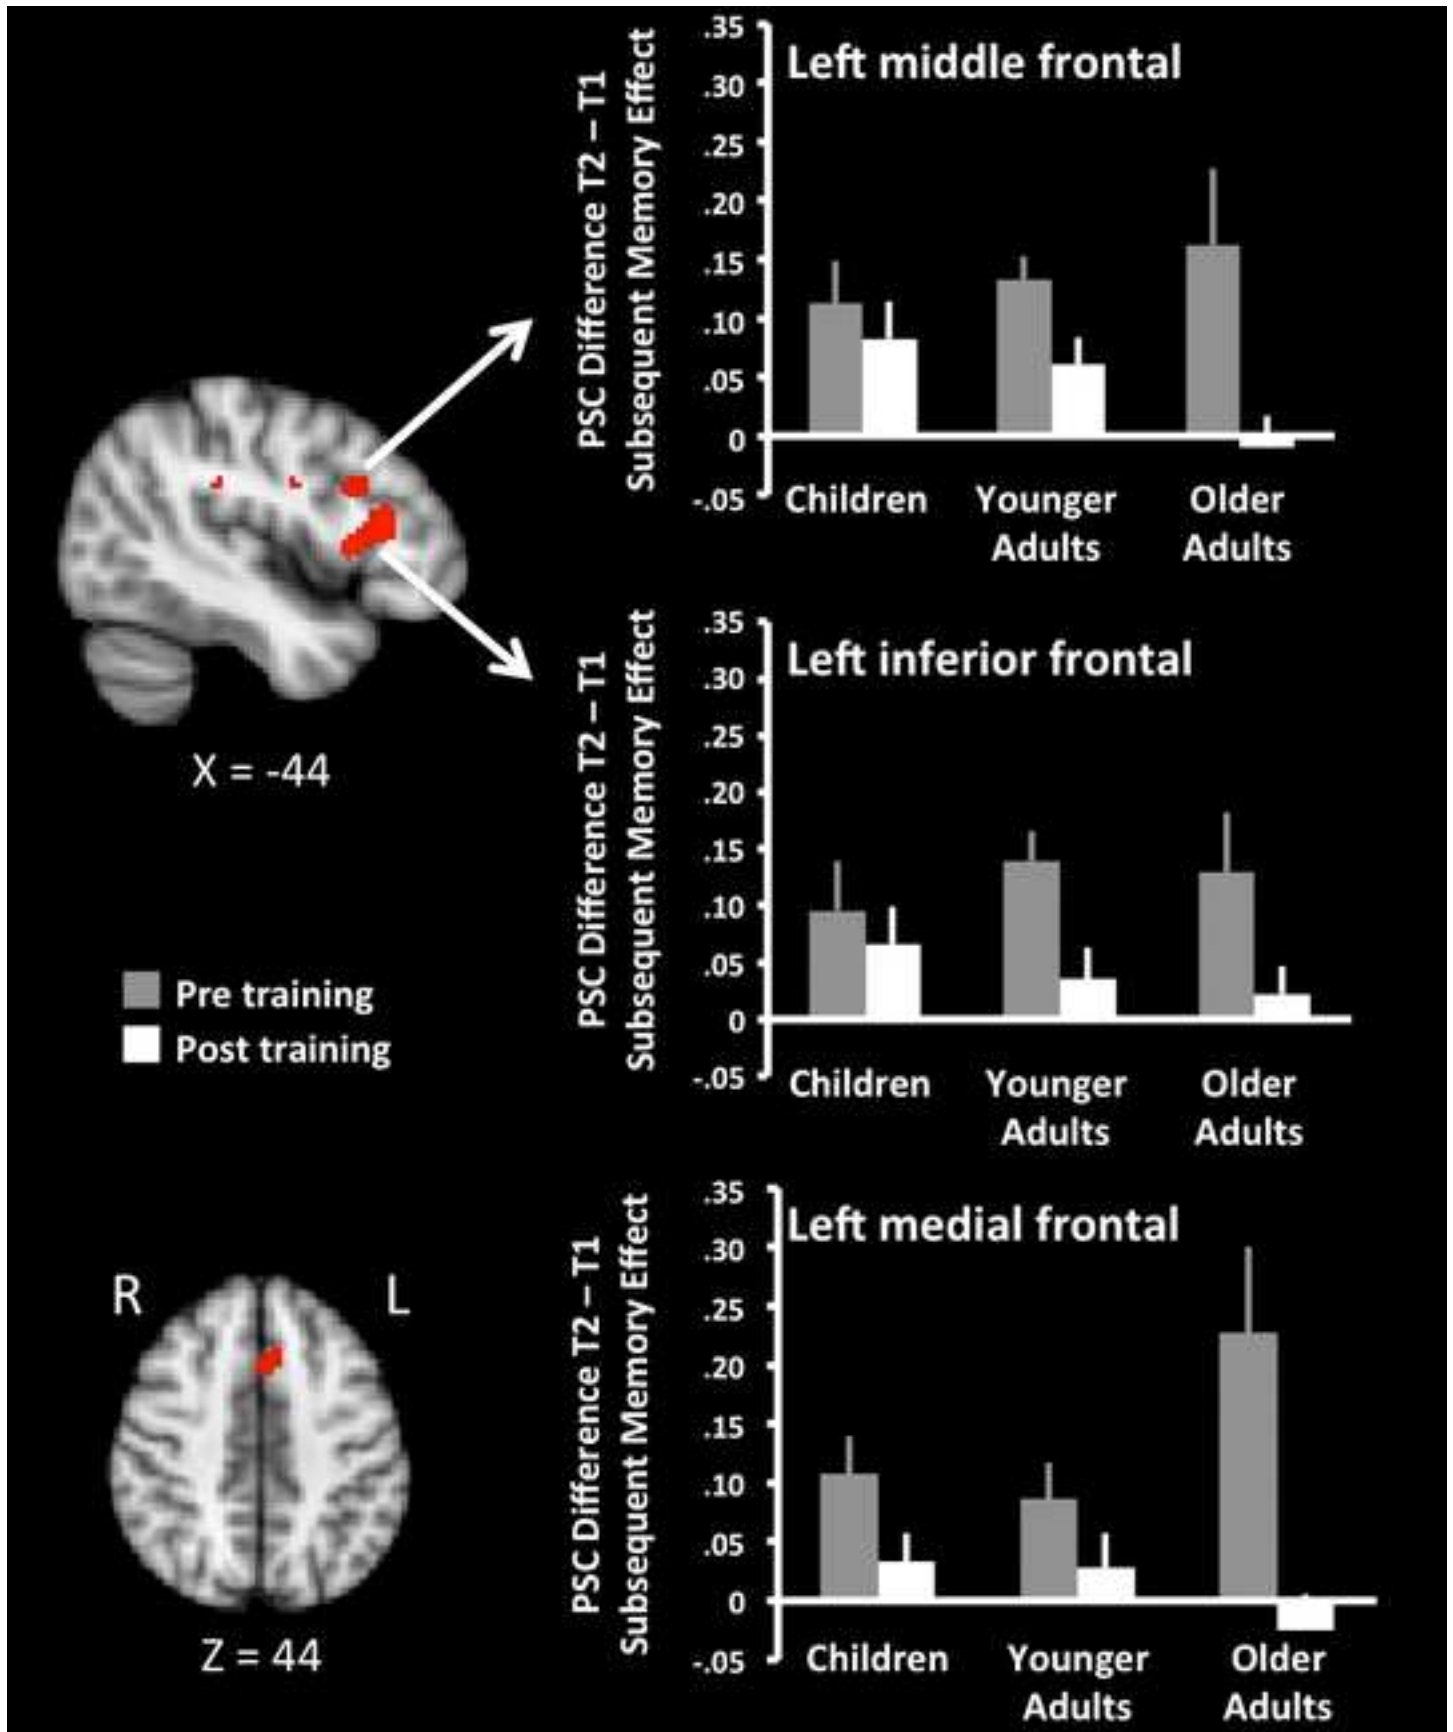 Left middle frontal
PSC Difference T2 – T1
Subsequent Memory Effect
.35
.30
.25
.20
.15
.10
.05
0
-.05
Children
Younger
Adults
Older
Adults
X = -44
Left inferior frontal
PSC Difference T2 – T1
Subsequent Memory Effect
.35
.30
.25
.20
.15
.10
.05
0
-.05
Children
Younger
Adults
Older
Adults
Pre training
Post training
Left medial frontal
PSC Difference T2 – T1
Subsequent Memory Effect
.35
.30
.25
.20
.15
.10
.05
0
-.05
Children
Younger
Adults
Older
Adults
R
L
Z = 44